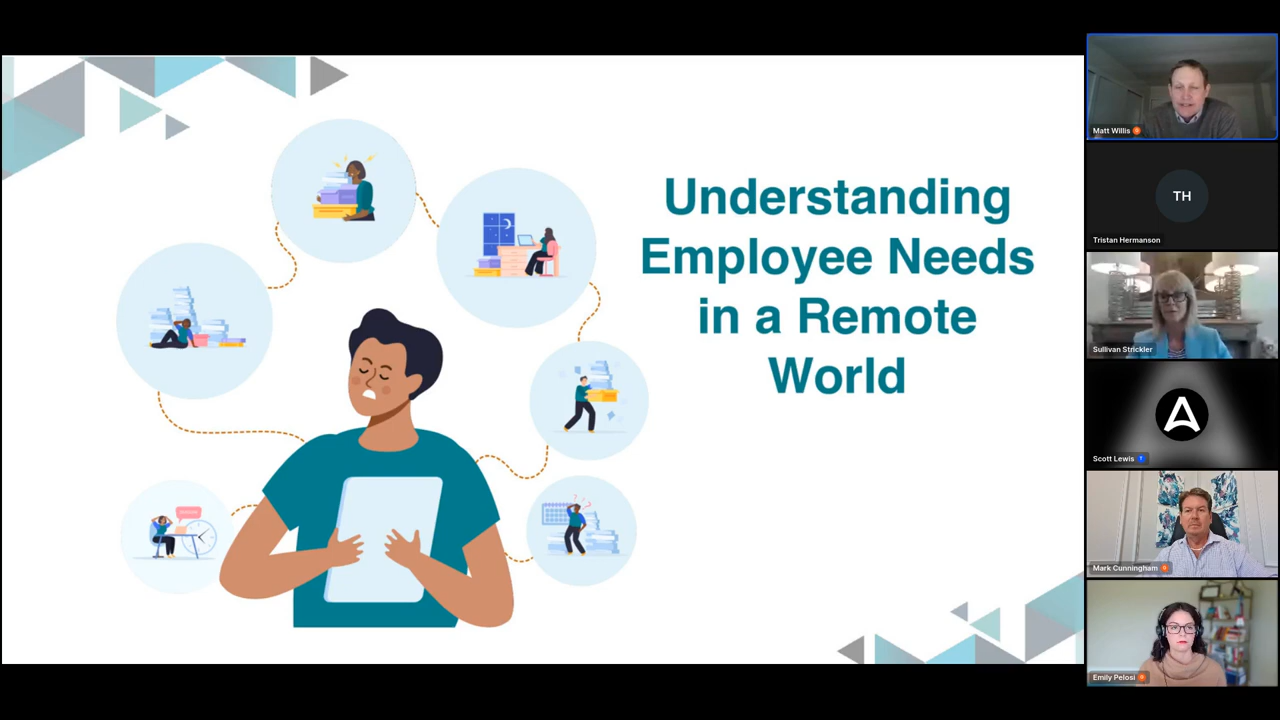 Understanding
Employee Needs
in a Remote
World
Matt Willis
TH
Tristan Hermanson
Sullivan Strickler
Scott Lewis
Mark Cunningham
Emily Pelosi